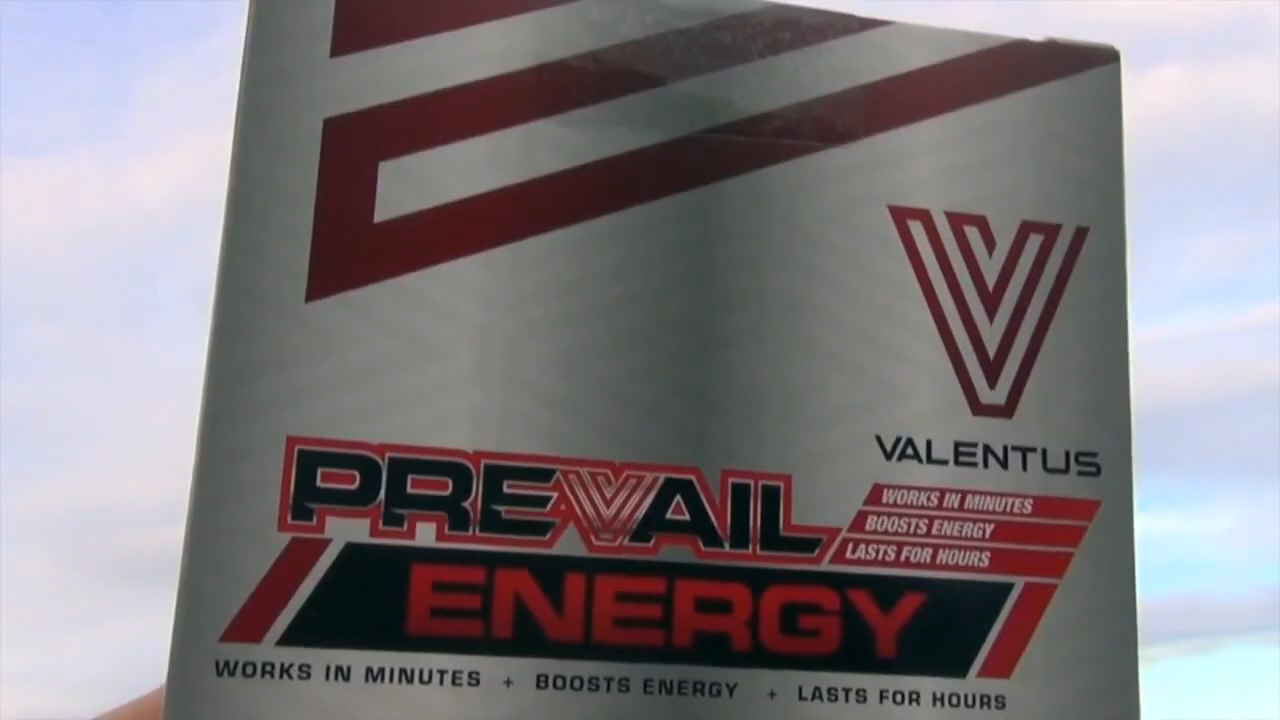 VALENTUS
PREVAIL
WORKS IN MINUTES
BOOSTS ENERGY
LASTS FOR HOURS
ENERGY
WORKS IN MINUTES + BOOSTS ENERGY + LASTS FOR HOURS